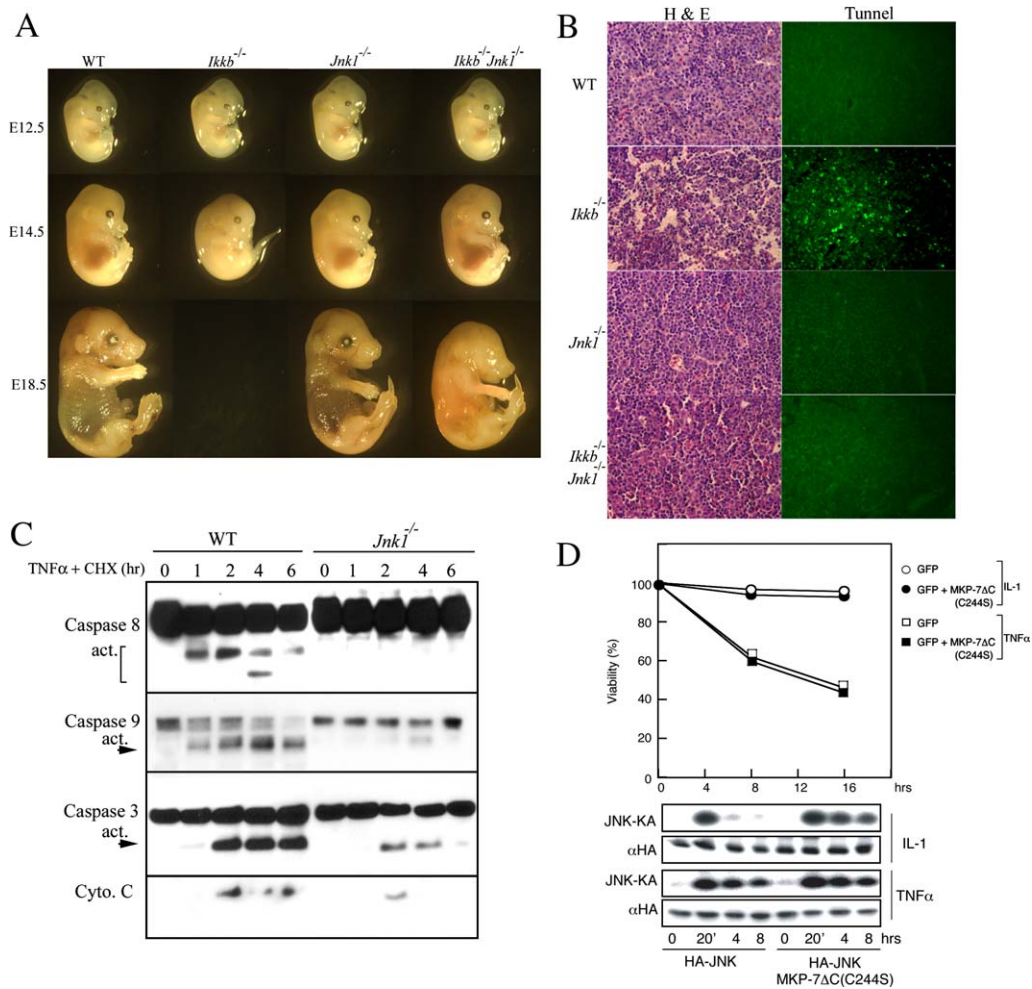 A
WT Ikkb-/- Jnk1-/- Ikkb-/-Jnk1-/-
E12.5
E14.5
E18.5
B
H & E Tunnel
WT
Ikkb-/-
Jnk1-/-
Ikkb-/-
Jnk1-/-
C
WT Jnk1-/-
TNFα + CHX (hr) 0 1 2 4 6 0 1 2 4 6
Caspase 8
act.
Caspase 9
act.
Caspase 3
act.
Cyto. C
D
GFP
GFP + MKP-7ΔC
(C244S)
IL-1
GFP
GFP + MKP-7ΔC
(C244S)
TNFα
Viability (%)
100
80
60
40
20
0
0 4 8 12 16 hrs
JNK-KA
αHA
IL-1
JNK-KA
αHA
TNFα
0 20' 4 8 0 20' 4 8 hrs
HA-JNK HA-JNK
MKP-7ΔC(C244S)